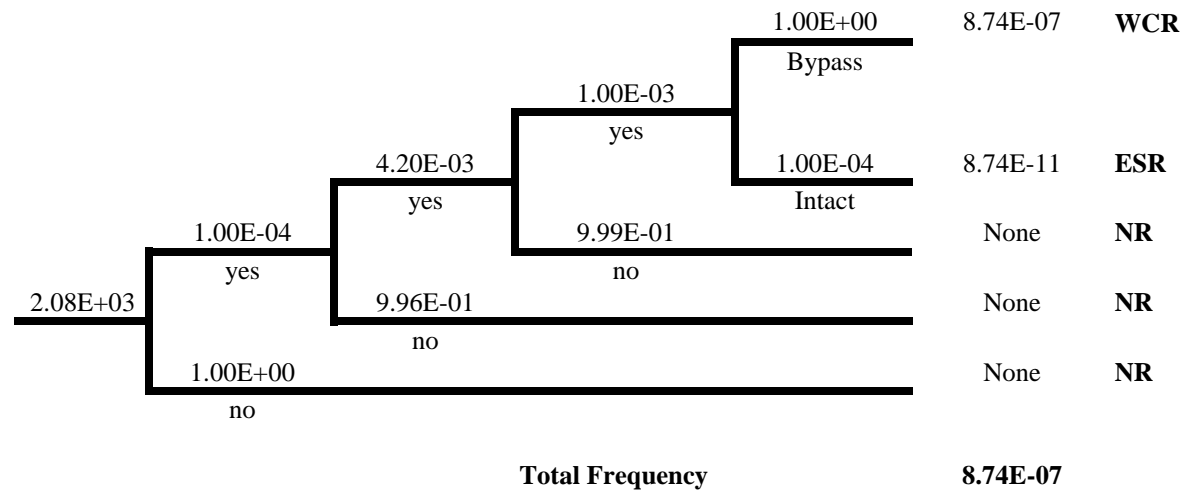 1.00E+00 8.74E-07 WCR
Bypass
1.00E-03
yes
4.20E-03 1.00E-04 8.74E-11 ESR
yes Intact
1.00E-04 9.99E-01 None NR
yes no
2.08E+03 9.96E-01 None NR
no
1.00E+00 None NR
no
Total Frequency 8.74E-07